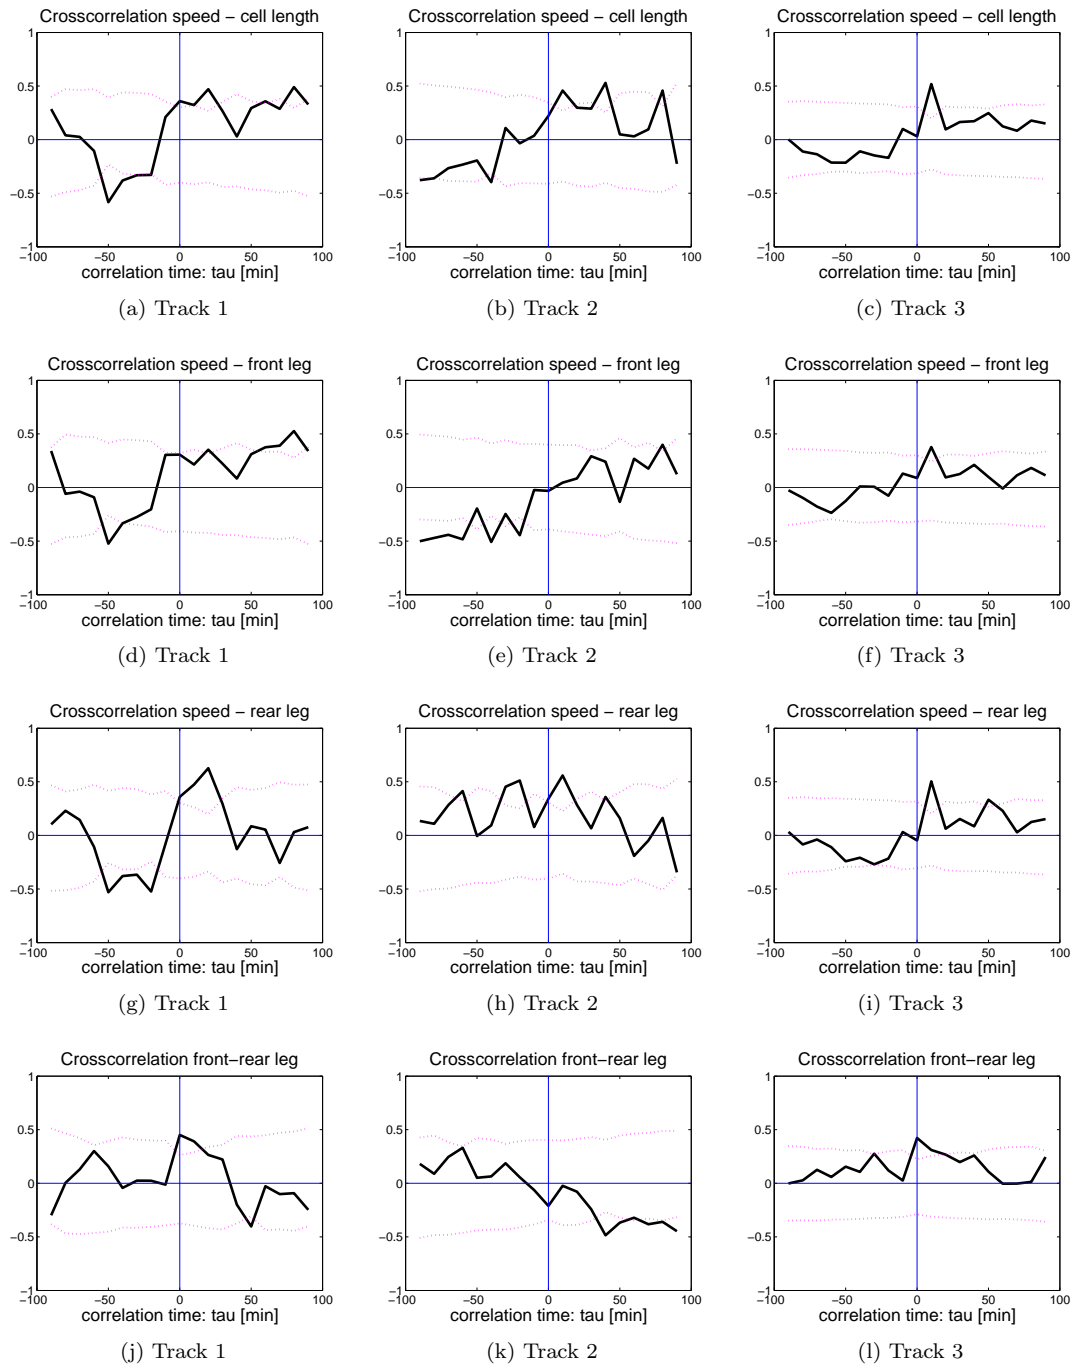 Crosscorrelation speed − cell length
Crosscorrelation speed − cell length
Crosscorrelation speed − cell length
1
0.5
0
−0.5
−1
−100 −50 0 50 100
1
0.5
0
−0.5
−1
−100 −50 0 50 100
1
0.5
0
−0.5
−1
−100 −50 0 50 100
correlation time: tau [min]
correlation time: tau [min]
correlation time: tau [min]
(a) Track 1
(b) Track 2
(c) Track 3
Crosscorrelation speed − front leg
Crosscorrelation speed − front leg
Crosscorrelation speed − front leg
1
0.5
0
−0.5
−1
−100 −50 0 50 100
1
0.5
0
−0.5
−1
−100 −50 0 50 100
1
0.5
0
−0.5
−1
−100 −50 0 50 100
correlation time: tau [min]
correlation time: tau [min]
correlation time: tau [min]
(d) Track 1
(e) Track 2
(f) Track 3
Crosscorrelation speed − rear leg
Crosscorrelation speed − rear leg
Crosscorrelation speed − rear leg
1
0.5
0
−0.5
−1
−100 −50 0 50 100
1
0.5
0
−0.5
−1
−100 −50 0 50 100
1
0.5
0
−0.5
−1
−100 −50 0 50 100
correlation time: tau [min]
correlation time: tau [min]
correlation time: tau [min]
(g) Track 1
(h) Track 2
(i) Track 3
Crosscorrelation front−rear leg
Crosscorrelation front−rear leg
Crosscorrelation front−rear leg
1
0.5
0
−0.5
−1
−100 −50 0 50 100
1
0.5
0
−0.5
−1
−100 −50 0 50 100
1
0.5
0
−0.5
−1
−100 −50 0 50 100
correlation time: tau [min]
correlation time: tau [min]
correlation time: tau [min]
(j) Track 1
(k) Track 2
(l) Track 3